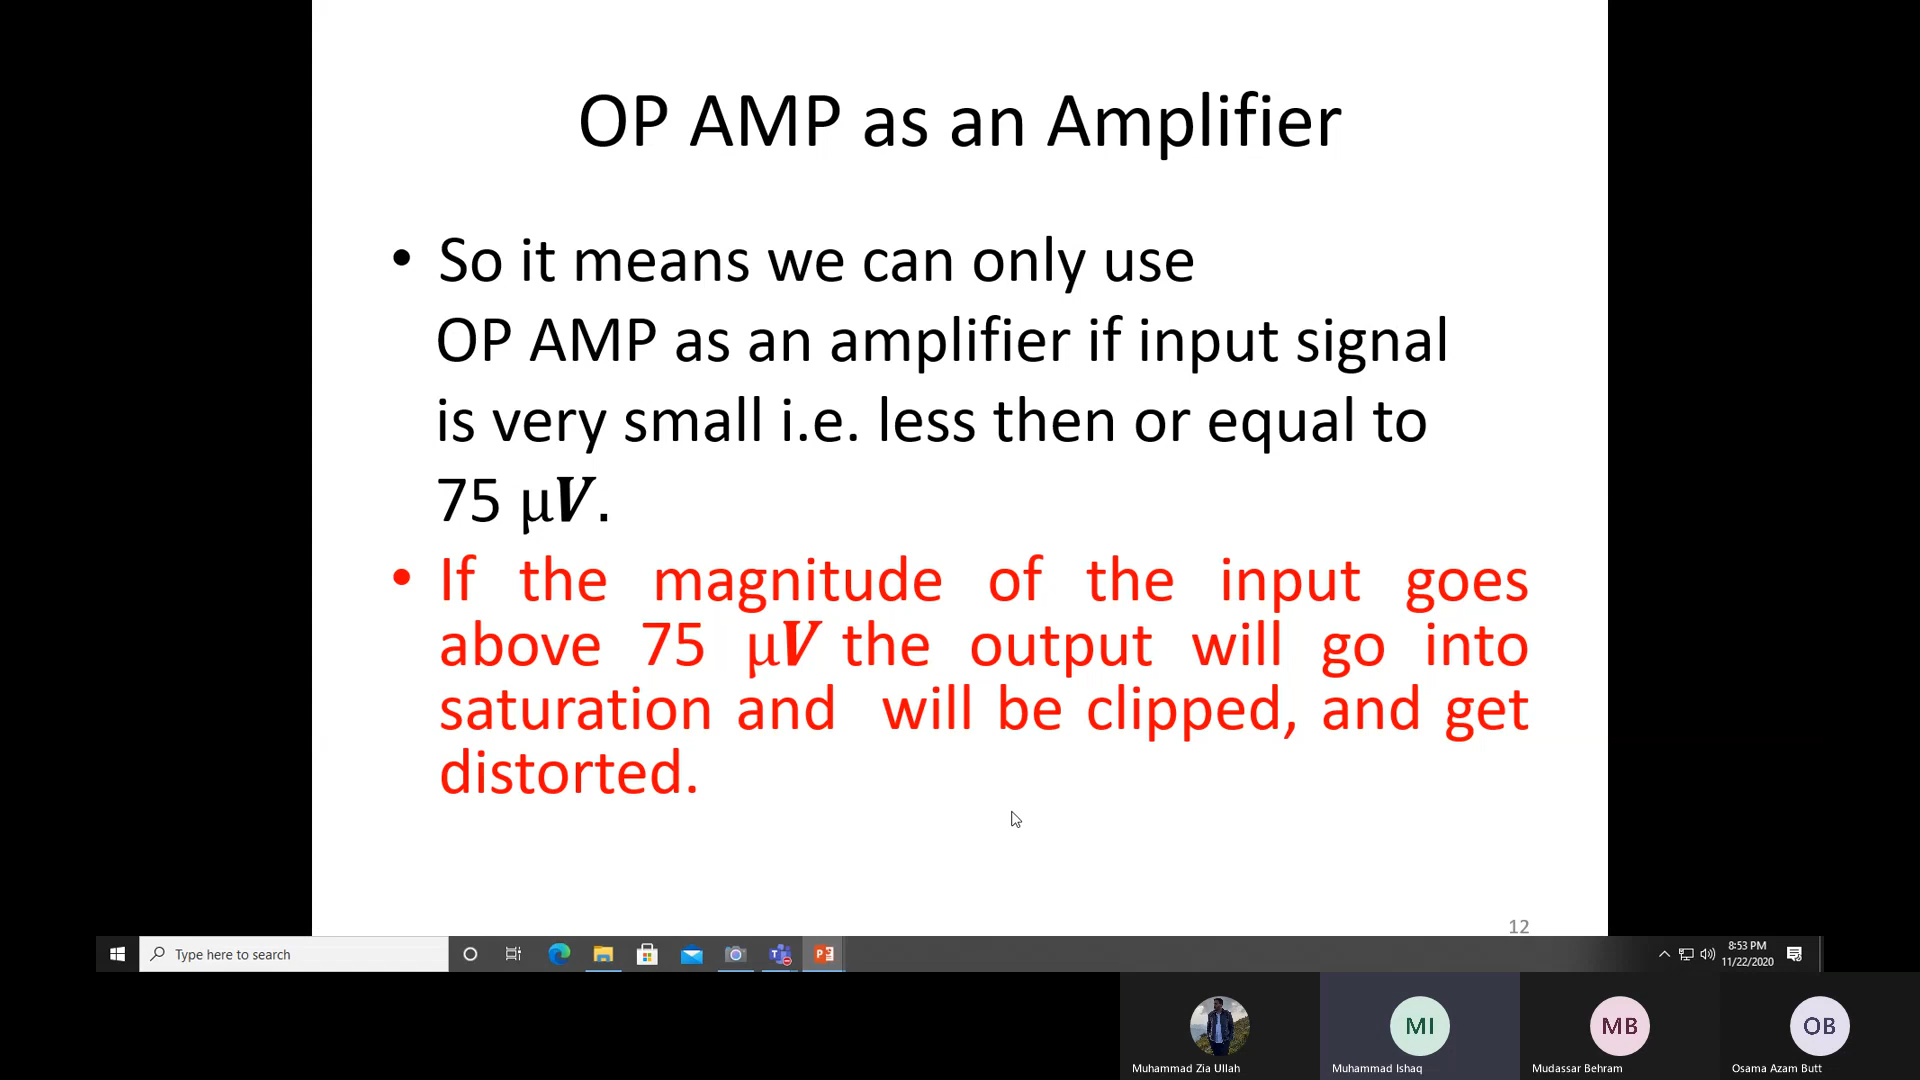 OP AMP as an Amplifier
• So it means we can only use
OP AMP as an amplifier if input signal
is very small i.e. less then or equal to
75 μV.
• If the magnitude of the input goes
above 75 μV the output will go into
saturation and will be clipped, and get
distorted.
12
Type here to search
8:53 PM
11/22/2020
MI
MB
OB
Muhammad Zia Ullah
Muhammad Ishaq
Mudassar Behram
Osama Azam Butt